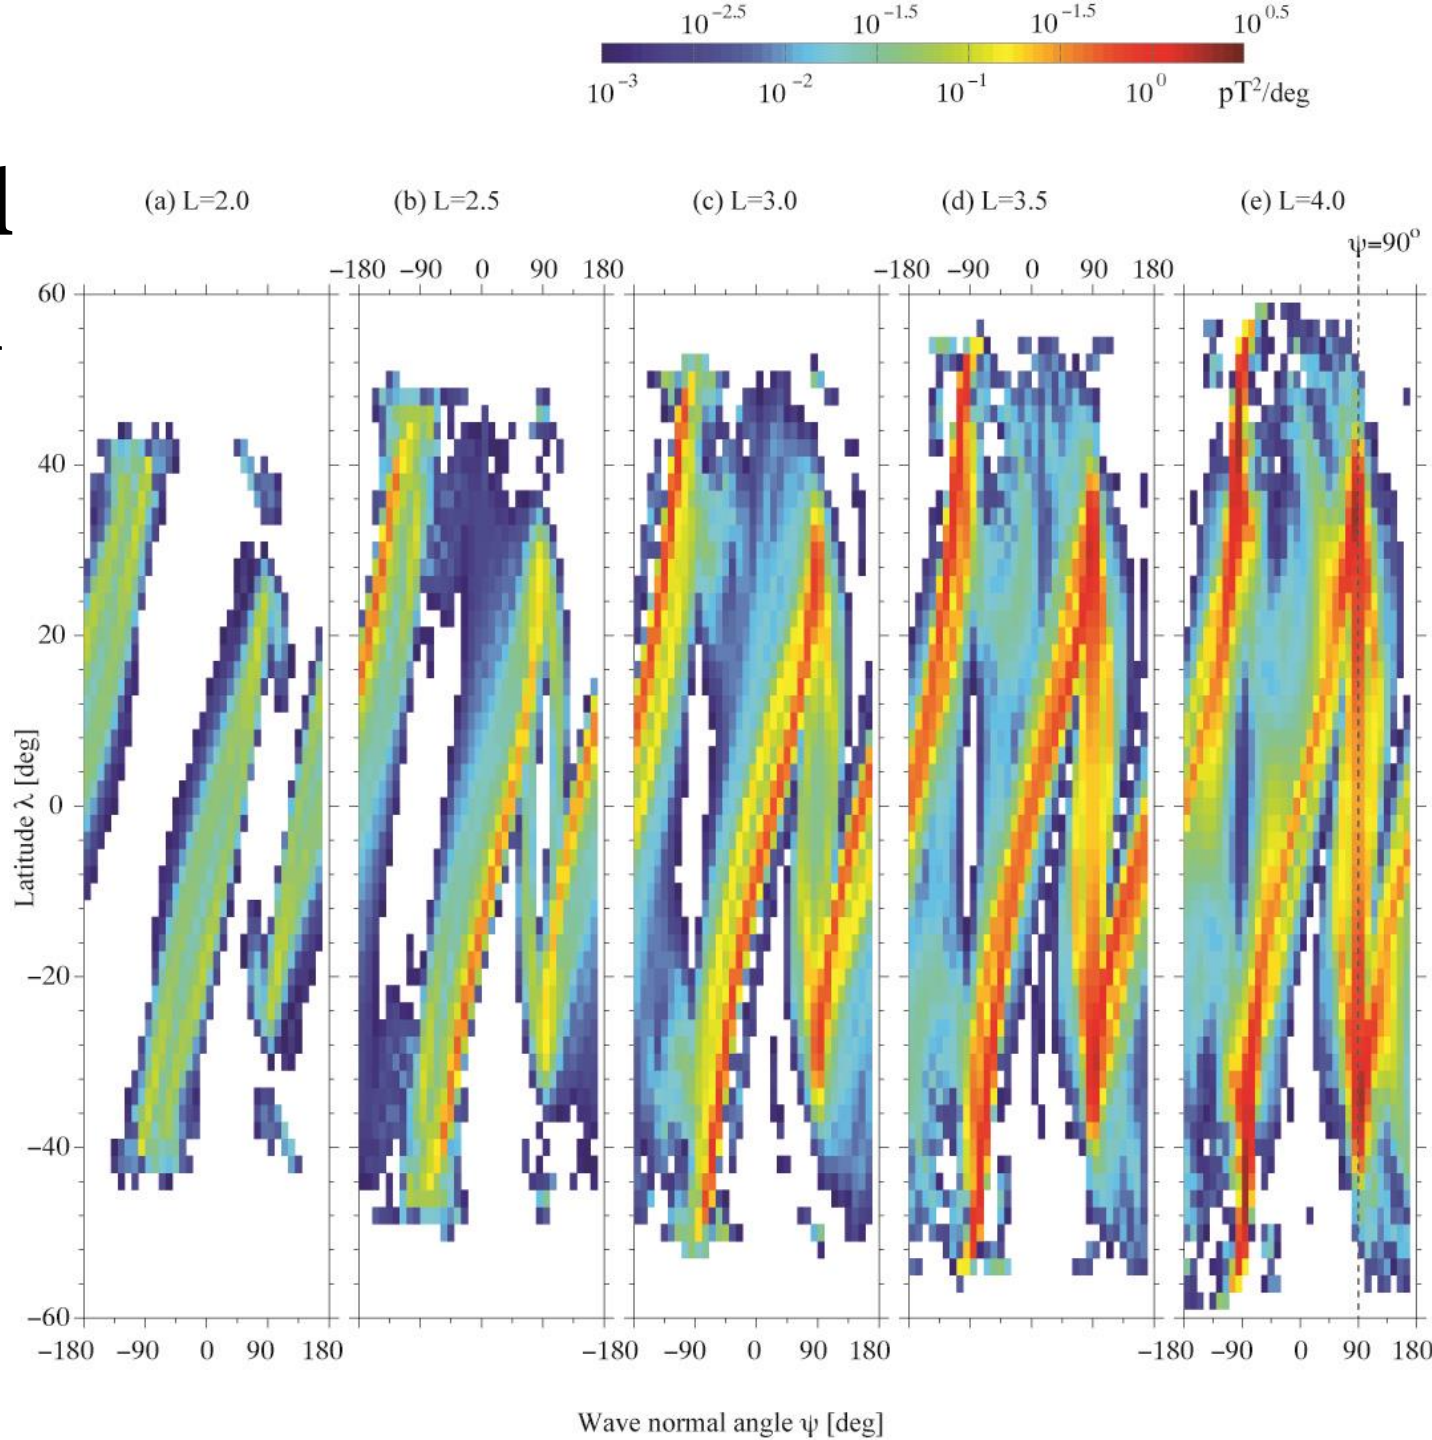 10^−2.5 10^−1.5 10^−1.5 10^0.5
10^−3 10^−2 10^−1 10^0 pT²/deg
(a) L=2.0 (b) L=2.5 (c) L=3.0 (d) L=3.5 (e) L=4.0
ψ=90°
−180 −90 0 90 180 −180 −90 0 90 180
60
40
20
0
−20
−40
−60
Latitude λ [deg]
−180 −90 0 90 180 −180 −90 0 90 180 −180 −90 0 90 180
Wave normal angle ψ [deg]